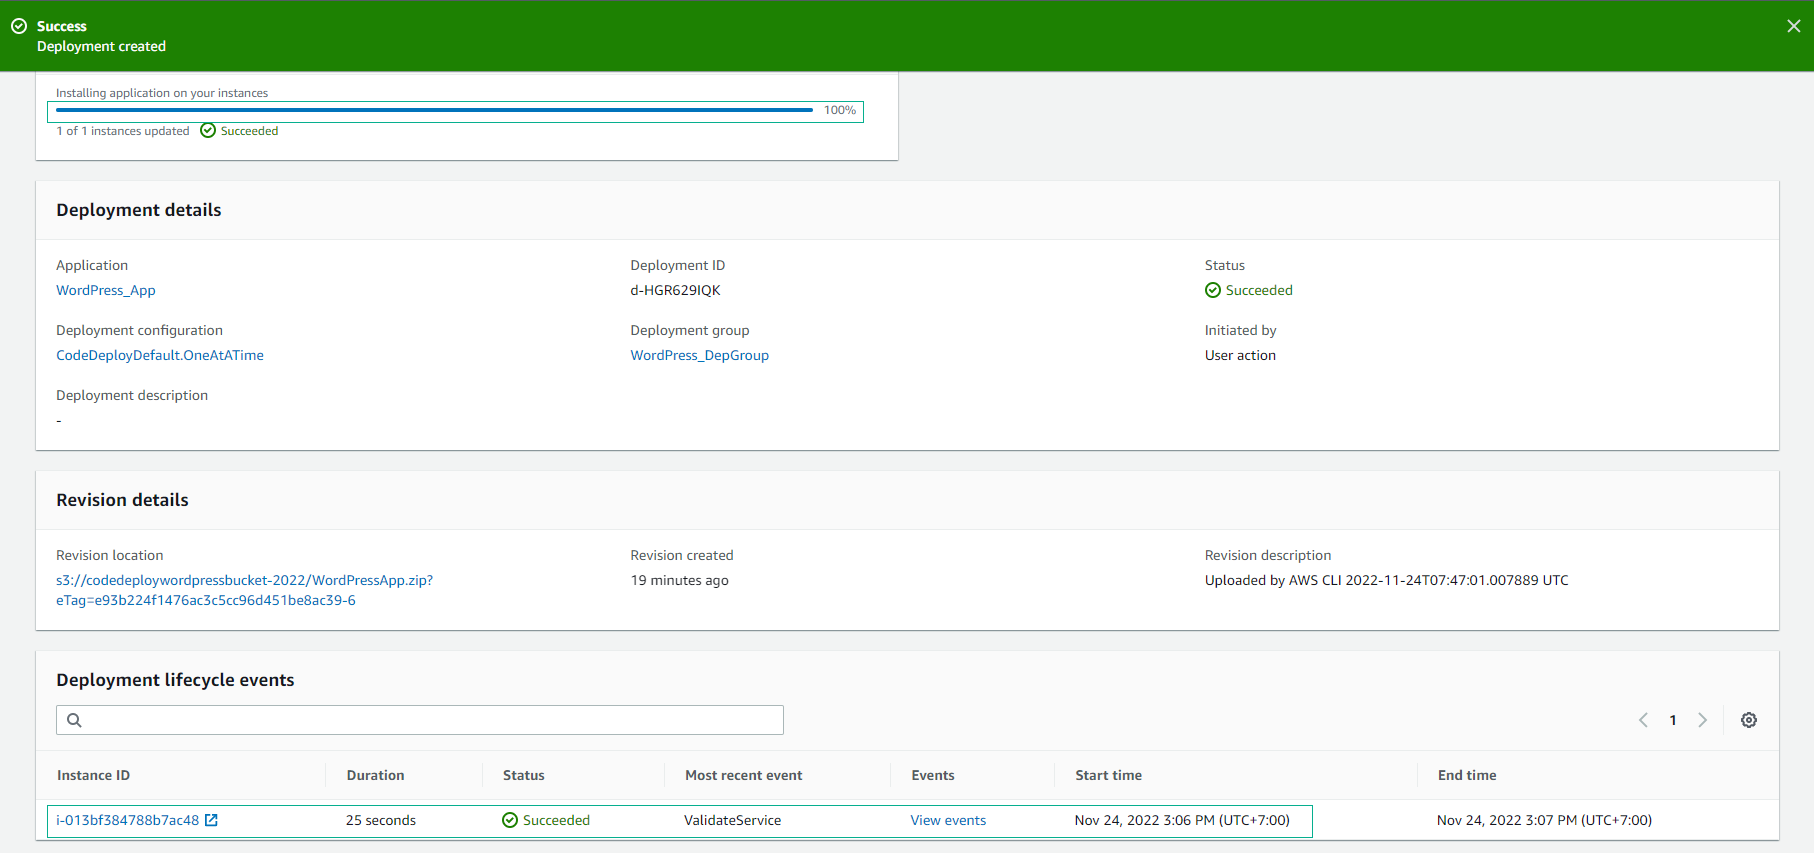 Success
Deployment created
Installing application on your instances
100%
1 of 1 instances updated Succeeded
Deployment details
Application Deployment ID Status
WordPress_App d-HGR629IQK Succeeded
Deployment configuration Deployment group Initiated by
CodeDeployDefault.OneAtATime WordPress_DepGroup User action
Deployment description
-
Revision details
Revision location Revision created Revision description
s3://codedeploywordpressbucket-2022/WordPressApp.zip? 19 minutes ago Uploaded by AWS CLI 2022-11-24T07:47:01.007889 UTC
eTag=e93b224f1476ac3c5cc96d451be8ac39-6
Deployment lifecycle events
1
Instance ID Duration Status Most recent event Events Start time End time
i-013bf384788b7ac48 25 seconds Succeeded ValidateService View events Nov 24, 2022 3:06 PM (UTC+7:00) Nov 24, 2022 3:07 PM (UTC+7:00)